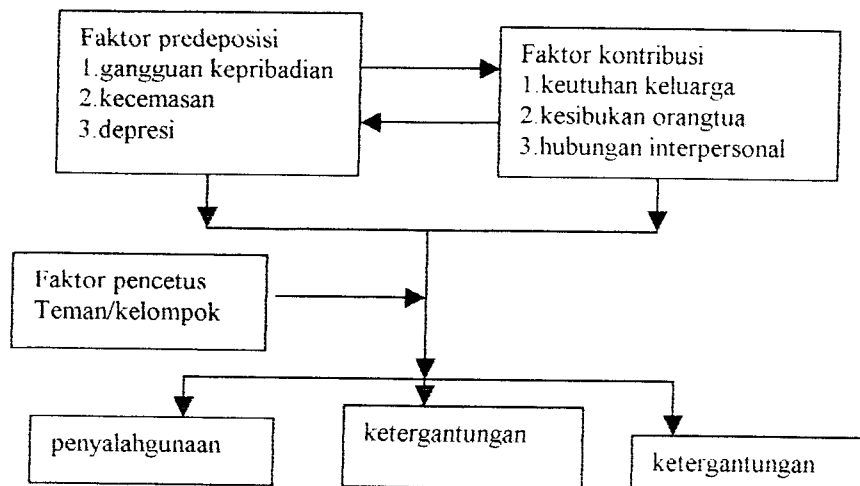 Faktor predeposisi
1.gangguan kepribadian
2.kecemasan
3.depresi
Faktor kontribusi
1.keutuhan keluarga
2.kesibukan orangtua
3.hubungan interpersonal
Faktor pencetus
Teman/kelompok
penyalahgunaan
ketergantungan
ketergantungan